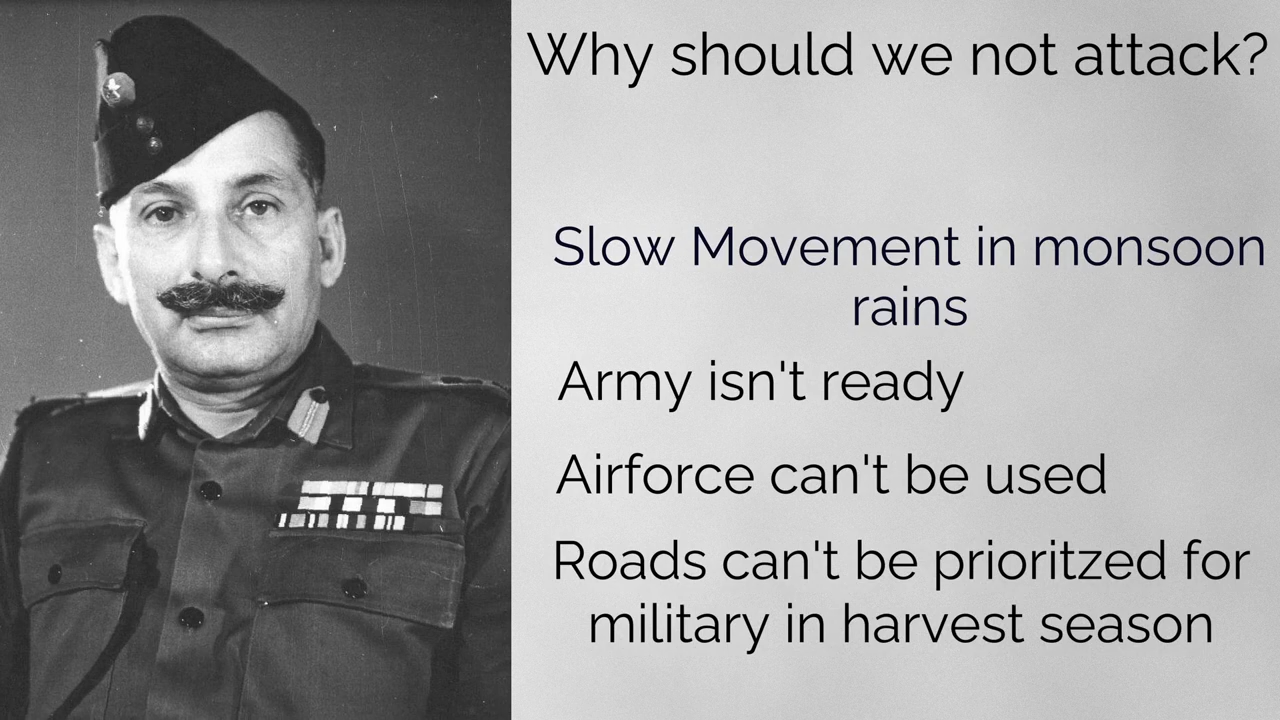 Why should we not attack?
Slow Movement in monsoon
rains
Army isn't ready
Airforce can't be used
Roads can't be prioritzed for
military in harvest season